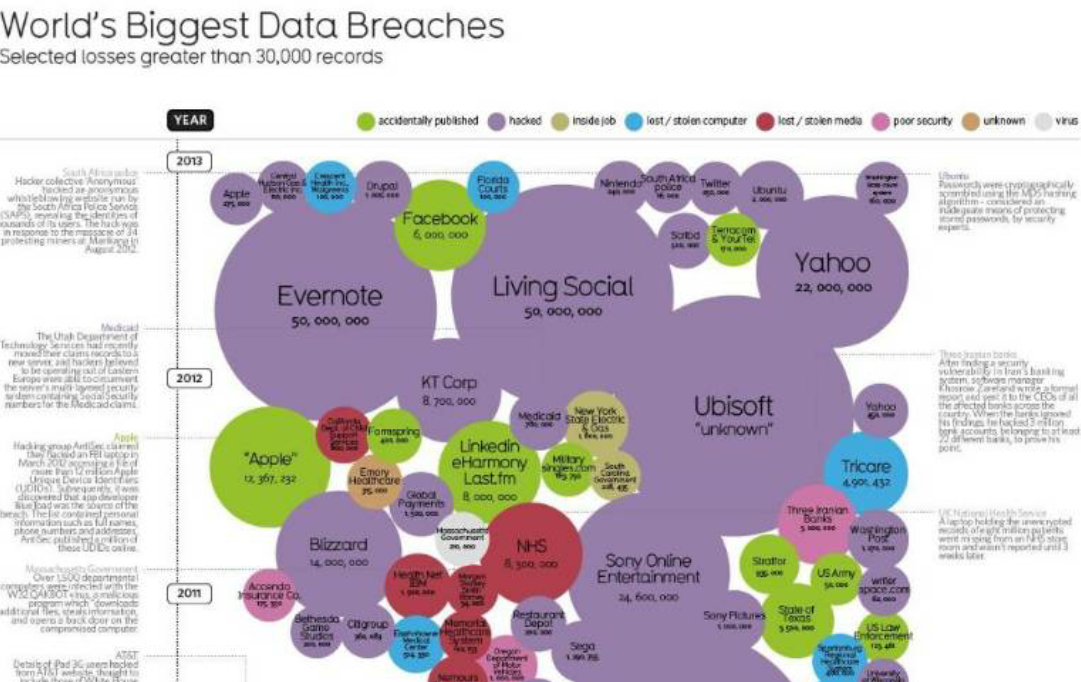 World's Biggest Data Breaches
Selected losses greater than 30,000 records
YEAR
accidentally published
hacked
inside job
lost / stolen computer
lost / stolen media
poor security
unknown
virus
2013
South Africa police
Hacker collective 'Anonymous'
hacked an anonymous
whistleblowing website run by
the South Africa Police Service
(SAPS), revealing the identities of
thousands of its users. The hack was
in response to the massacre of 34
protesting miners at Marikana in
August 2012.
Apple
Central
Hudson Gas &
Electric Inc.
Crescent
Health Inc.,
Walgreens
100, 000
Drupal
1, 000, 000
Facebook
6, 000, 000
Florida
Courts
100, 000
Nintendo
South Africa
police
16, 000
Twitter
250, 000
Ubuntu
2, 000, 000
160, 000
Scribd
500, 000
Terracom
& YourTel
170, 000
Yahoo
22, 000, 000
Evernote
50, 000, 000
Living Social
50, 000, 000
Ubuntu
Passwords were cryptographically
scrambled using the MD5 hashing
algorithm - considered an
inadequate means of protecting
stored passwords, by security
experts.
Medicaid
The Utah Department of
Technology Services had recently
moved their claims records to a
new server, and hackers believed
to be operating out of Eastern
Europe were able to circumvent
the server's multi-layered security
system containing Social Security
numbers for the Medicaid claims.
2012
KT Corp
8, 700, 000
Ubisoft
"unknown"
Three Iranian banks
After finding a security
vulnerability in Iran's banking
system, software manager
Khosrow Zarefarid wrote a formal
report and sent it to the CEOs of all
the affected banks across the
country. When the banks ignored
his findings, he hacked 3 million
bank accounts, belonging to at least
22 different banks, to prove his
point.
Yahoo
Medicaid
780, 000
New York
State Electric
& Gas
1, 800, 000
Apple
Hacking group AntiSec claimed
they hacked an FBI laptop in
March 2012 accessing a file of
more than 12 million Apple
Unique Device Identifiers
(UDIDs). Subsequently, it was
discovered that app developer
Blue Toad was the source of the
breach. The list contained personal
information such as full names,
phone numbers and addresses.
AntiSec published a million of
these UDIDs online.
"Apple"
12, 367, 232
California
Dept. of Child
Support
Services
800, 000
Formspring
420, 000
Linkedin
eHarmony
Last.fm
8, 000, 000
Military
singles.com
163, 792
South
Carolina
Government
228, 435
Emory
Healthcare
315, 000
Global
Payments
1, 500, 000
Tricare
4,901, 432
Three Iranian
Banks
3, 000, 000
Washington
Post
1, 270, 000
UK National Health Service
A laptop holding the unencrypted
records of eight million patients
went missing from an NHS store
room and wasn't reported until 3
weeks later.
Massachusetts
Government
210, 000
Blizzard
14, 000, 000
NHS
8, 300, 000
Sony Online
Entertainment
24, 600, 000
Stratfor
935, 000
US Army
50, 000
writer
space.com
62, 000
Massachusetts Government
Over 1,500 departmental
computers were infected with the
W32.QAKBOT virus, a malicious
program which "downloads
additional files, steals information,
and opens a back door on the
compromised computer.
2011
Accendo
Insurance Co.
175, 350
Health Net
IBM
1, 900, 000
Morgan
Stanley
Smith
Barney
34, 000
Bethesda
Game
Studios
200, 000
Citigroup
360, 083
Eisenhower
Medical
Center
514, 330
Memorial
Healthcare
System
Restaurant
Depot
200, 000
Sony Pictures
1, 000, 000
State of
Texas
3, 500, 000
US Law
Enforcement
123, 461
Oregon
Department
of Motor
Vehicles
1, 000, 000
Sega
1, 290, 755
Spartanburg
Regional
Healthcare
System
400, 000
Nemours
University
of Wisconsin
AT&T
Details of iPad 3G users hacked
from AT&T website, thought to
include those of White House